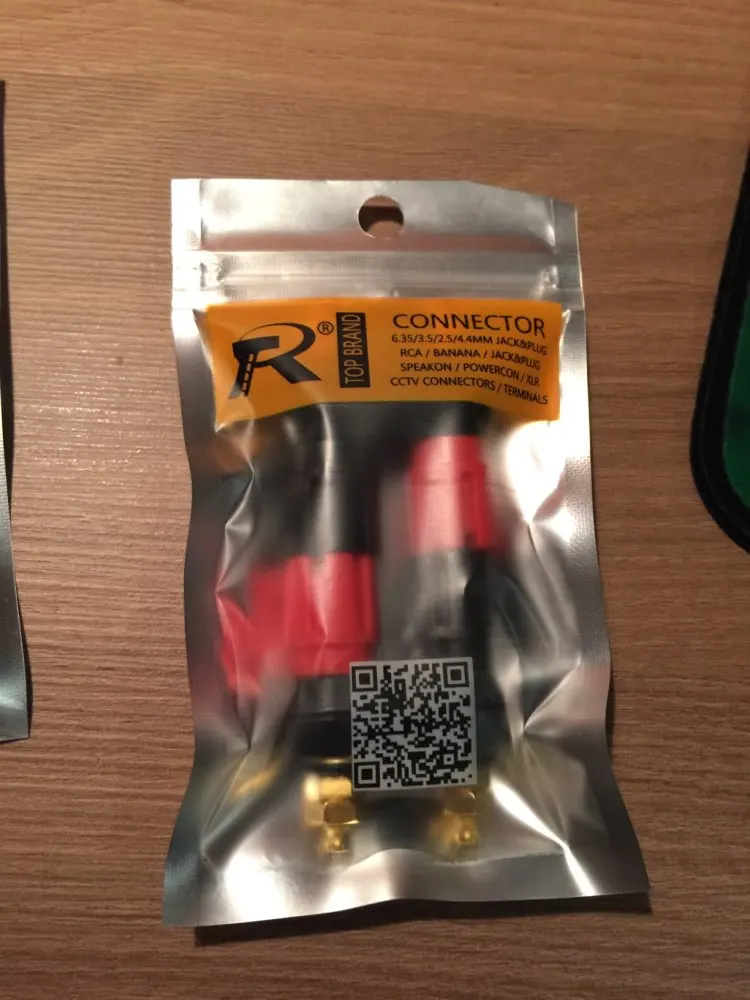 R®
TOP BRAND
CONNECTOR
6.35/3.5/2.5/4.4MM JACK&PLUG
RCA / BANANA / JACK&PLUG
SPEAKON / POWERCON / XLR
CCTV CONNECTORS / TERMINALS